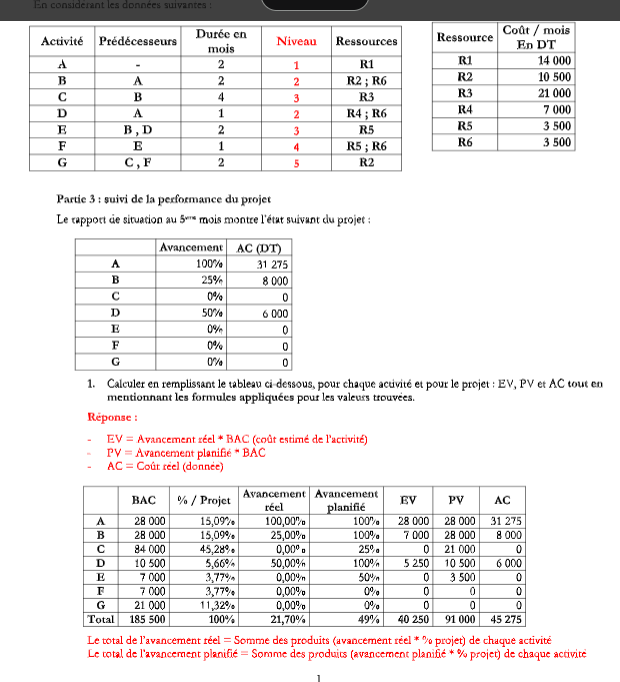 En considérant les données suivantes :
Activité Prédécesseurs Durée en mois Niveau Ressources
A - 2 1 R1
B A 2 2 R2 ; R6
C B 4 3 R3
D A 1 2 R4 ; R6
E B , D 2 3 R5
F E 1 4 R5 ; R6
G C , F 2 5 R2
Ressource Coût / mois En DT
R1 14 000
R2 10 500
R3 21 000
R4 7 000
R5 3 500
R6 3 500
Partie 3 : suivi de la performance du projet
Le rapport de situation au 5ème mois montre l'état suivant du projet :
Avancement AC (DT)
A 100% 31 275
B 25% 8 000
C 0% 0
D 50% 6 000
E 0% 0
F 0% 0
G 0% 0
1. Calculer en remplissant le tableau ci-dessous, pour chaque activité et pour le projet : EV, PV et AC tout en
mentionnant les formules appliquées pour les valeurs trouvées.
Réponse :
- EV = Avancement réel * BAC (coût estimé de l'activité)
- PV = Avancement planifié * BAC
- AC = Coût réel (donnée)
BAC % / Projet Avancement réel Avancement planifié EV PV AC
A 28 000 15,09% 100,00% 100% 28 000 28 000 31 275
B 28 000 15,09% 25,00% 100% 7 000 28 000 8 000
C 84 000 45,28% 0,00% 25% 0 21 000 0
D 10 500 5,66% 50,00% 100% 5 250 10 500 6 000
E 7 000 3,77% 0,00% 50% 0 3 500 0
F 7 000 3,77% 0,00% 0% 0 0 0
G 21 000 11,32% 0,00% 0% 0 0 0
Total 185 500 100% 21,70% 49% 40 250 91 000 45 275
Le total de l'avancement réel = Somme des produits (avancement réel * % projet) de chaque activité
Le total de l'avancement planifié = Somme des produits (avancement planifié * % projet) de chaque activité
1